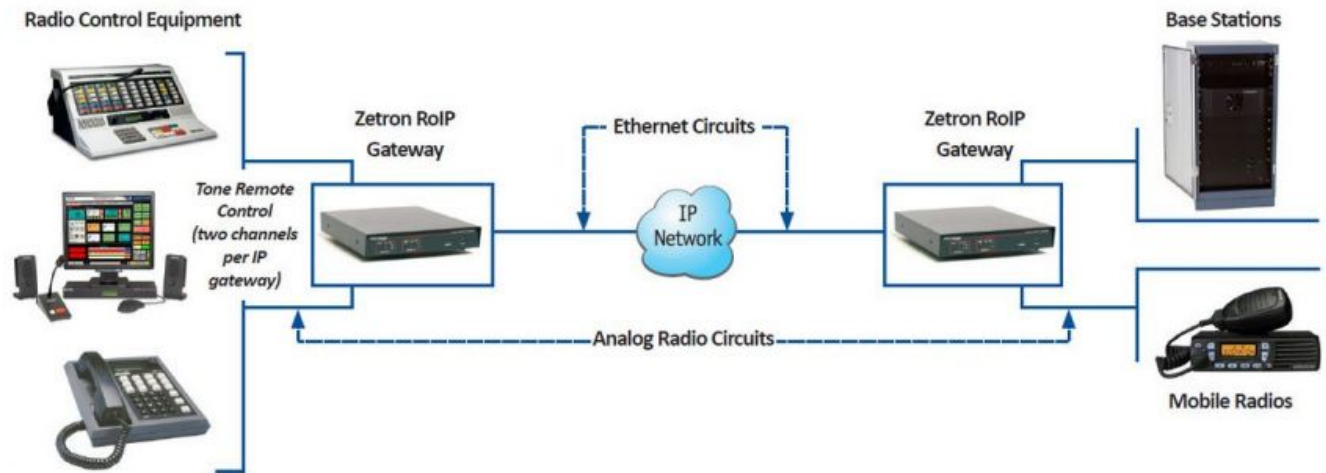 Radio Control Equipment
Base Stations
Zetron RoIP
Gateway
Ethernet Circuits
Zetron RoIP
Gateway
Tone Remote
Control
(two channels
per IP
gateway)
IP
Network
Analog Radio Circuits
Mobile Radios